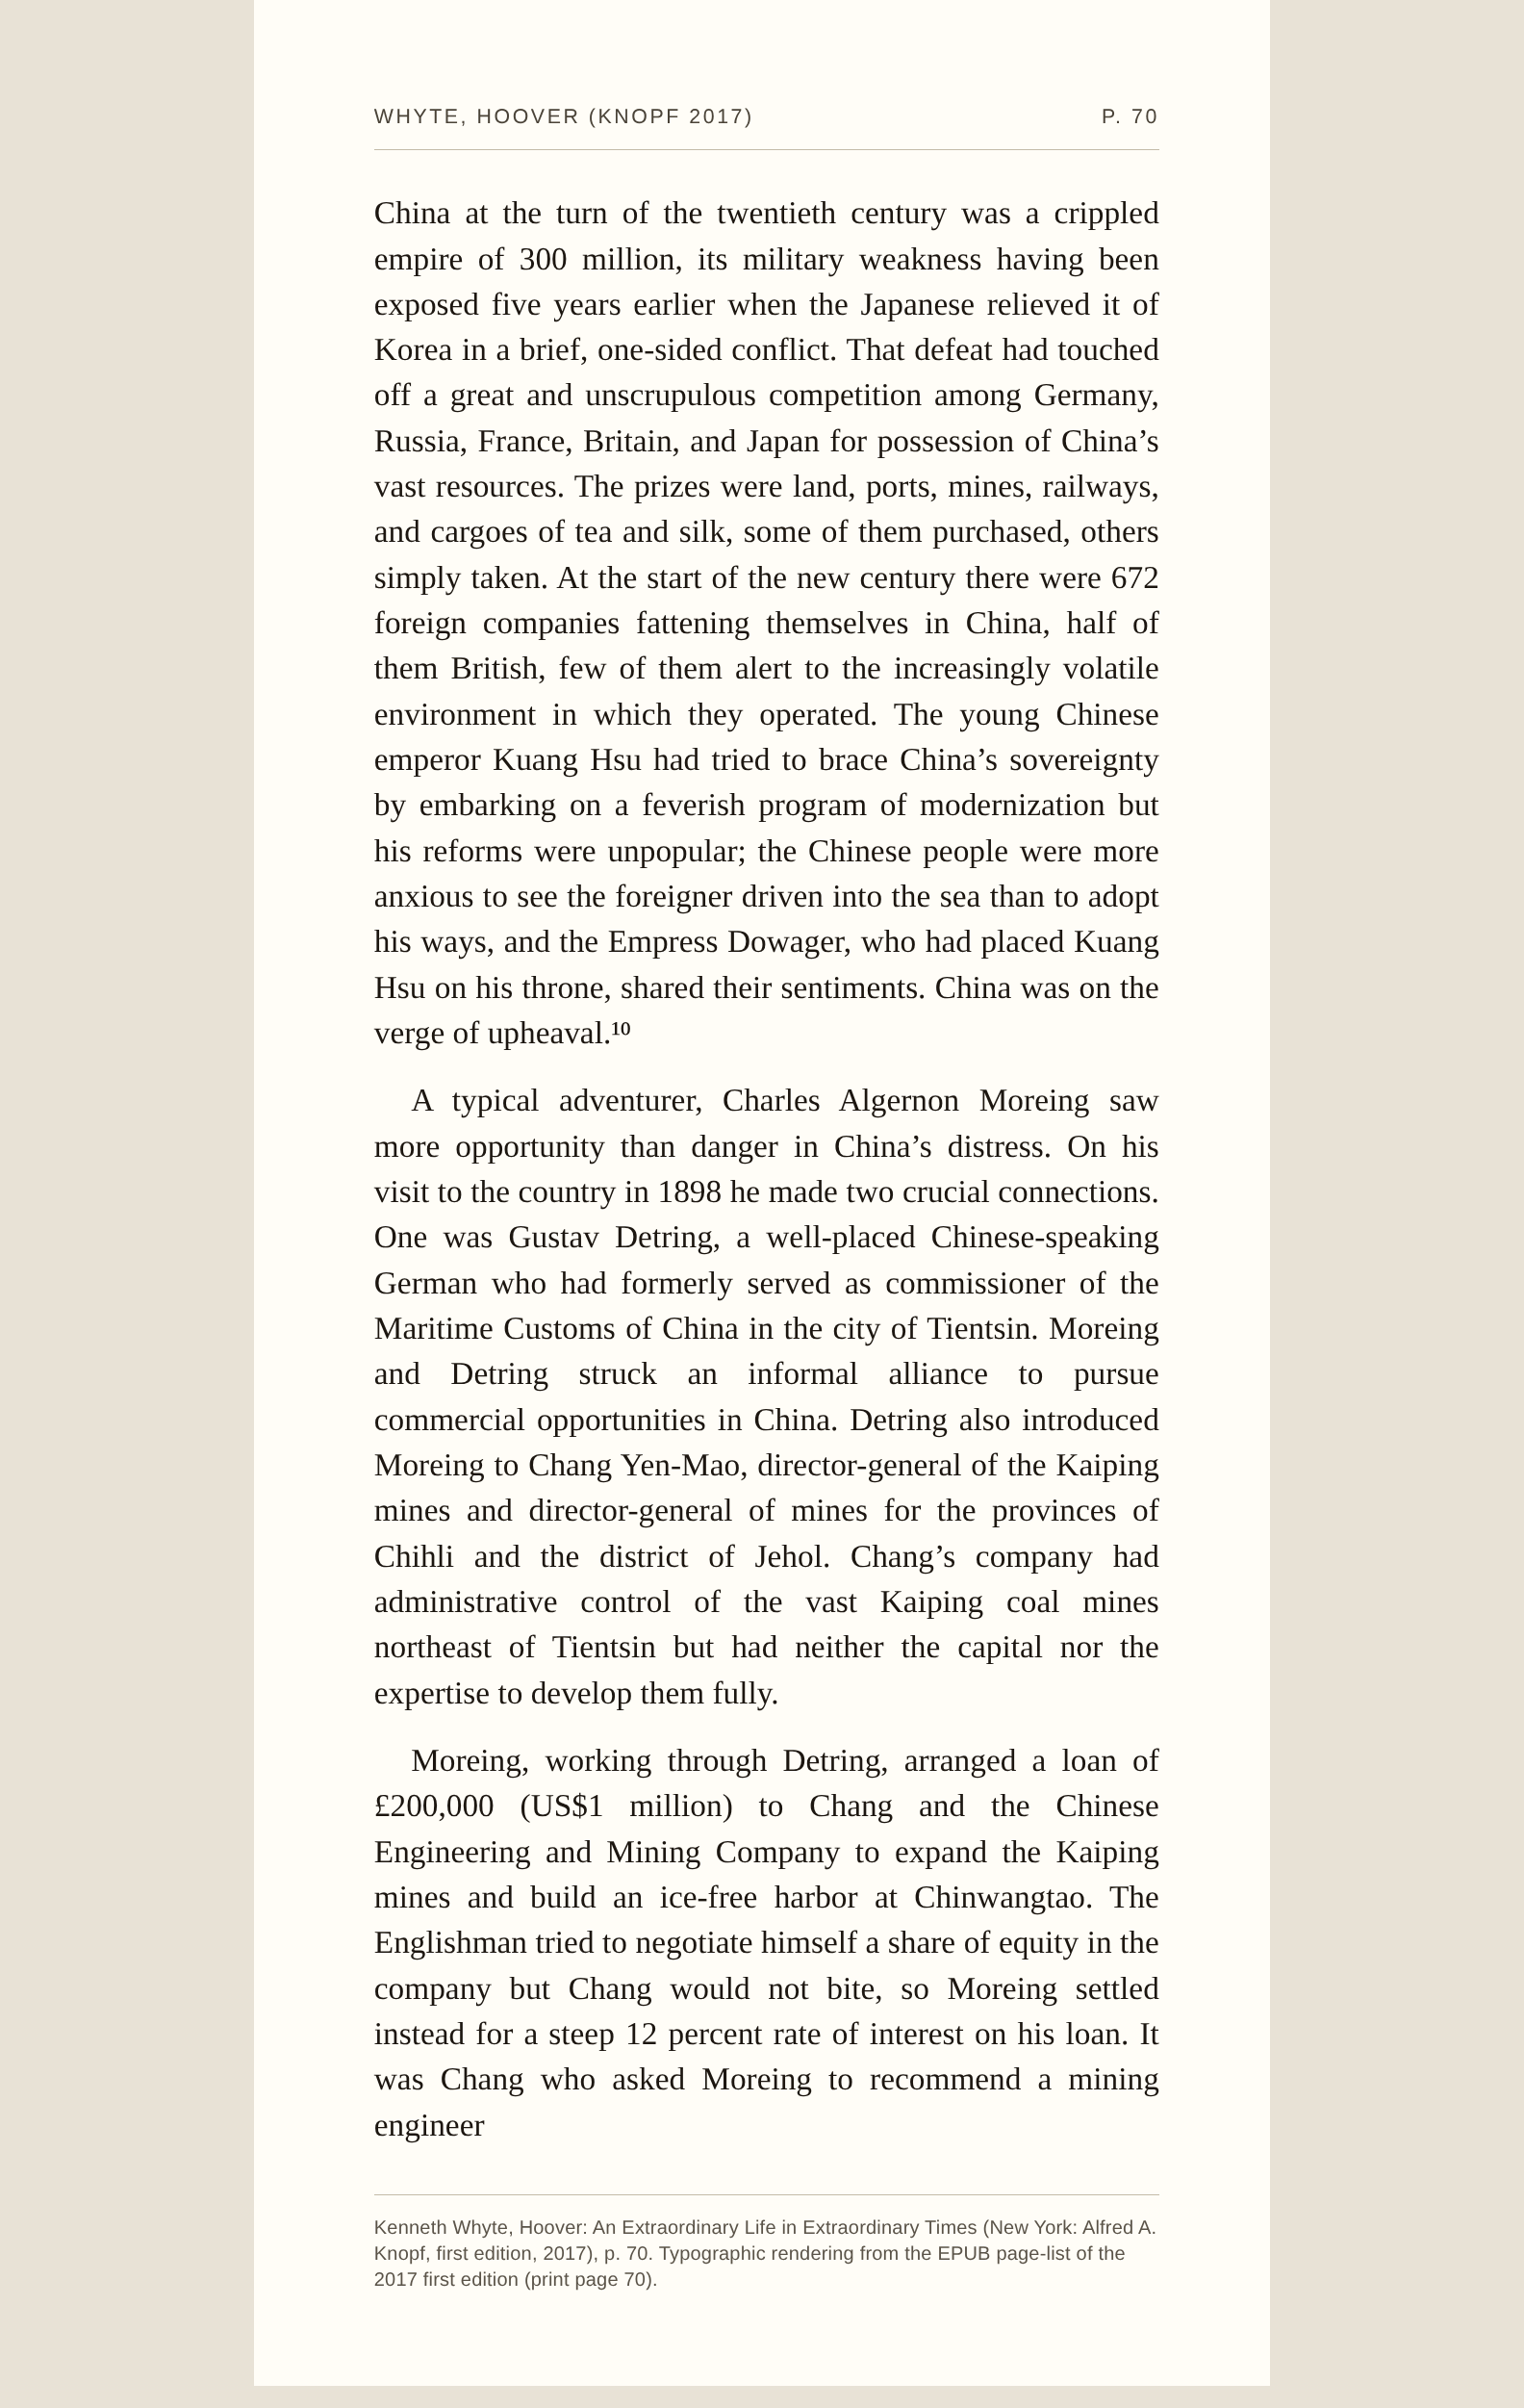 WHYTE, HOOVER (KNOPF 2017) P. 70
China at the turn of the twentieth century was a crippled
empire of 300 million, its military weakness having been
exposed five years earlier when the Japanese relieved it of
Korea in a brief, one-sided conflict. That defeat had touched
off a great and unscrupulous competition among Germany,
Russia, France, Britain, and Japan for possession of China’s
vast resources. The prizes were land, ports, mines, railways,
and cargoes of tea and silk, some of them purchased, others
simply taken. At the start of the new century there were 672
foreign companies fattening themselves in China, half of
them British, few of them alert to the increasingly volatile
environment in which they operated. The young Chinese
emperor Kuang Hsu had tried to brace China’s sovereignty
by embarking on a feverish program of modernization but
his reforms were unpopular; the Chinese people were more
anxious to see the foreigner driven into the sea than to adopt
his ways, and the Empress Dowager, who had placed Kuang
Hsu on his throne, shared their sentiments. China was on the
verge of upheaval.¹⁰
A typical adventurer, Charles Algernon Moreing saw
more opportunity than danger in China’s distress. On his
visit to the country in 1898 he made two crucial connections.
One was Gustav Detring, a well-placed Chinese-speaking
German who had formerly served as commissioner of the
Maritime Customs of China in the city of Tientsin. Moreing
and Detring struck an informal alliance to pursue
commercial opportunities in China. Detring also introduced
Moreing to Chang Yen-Mao, director-general of the Kaiping
mines and director-general of mines for the provinces of
Chihli and the district of Jehol. Chang’s company had
administrative control of the vast Kaiping coal mines
northeast of Tientsin but had neither the capital nor the
expertise to develop them fully.
Moreing, working through Detring, arranged a loan of
£200,000 (US$1 million) to Chang and the Chinese
Engineering and Mining Company to expand the Kaiping
mines and build an ice-free harbor at Chinwangtao. The
Englishman tried to negotiate himself a share of equity in the
company but Chang would not bite, so Moreing settled
instead for a steep 12 percent rate of interest on his loan. It
was Chang who asked Moreing to recommend a mining
engineer
Kenneth Whyte, Hoover: An Extraordinary Life in Extraordinary Times (New York: Alfred A.
Knopf, first edition, 2017), p. 70. Typographic rendering from the EPUB page-list of the
2017 first edition (print page 70).